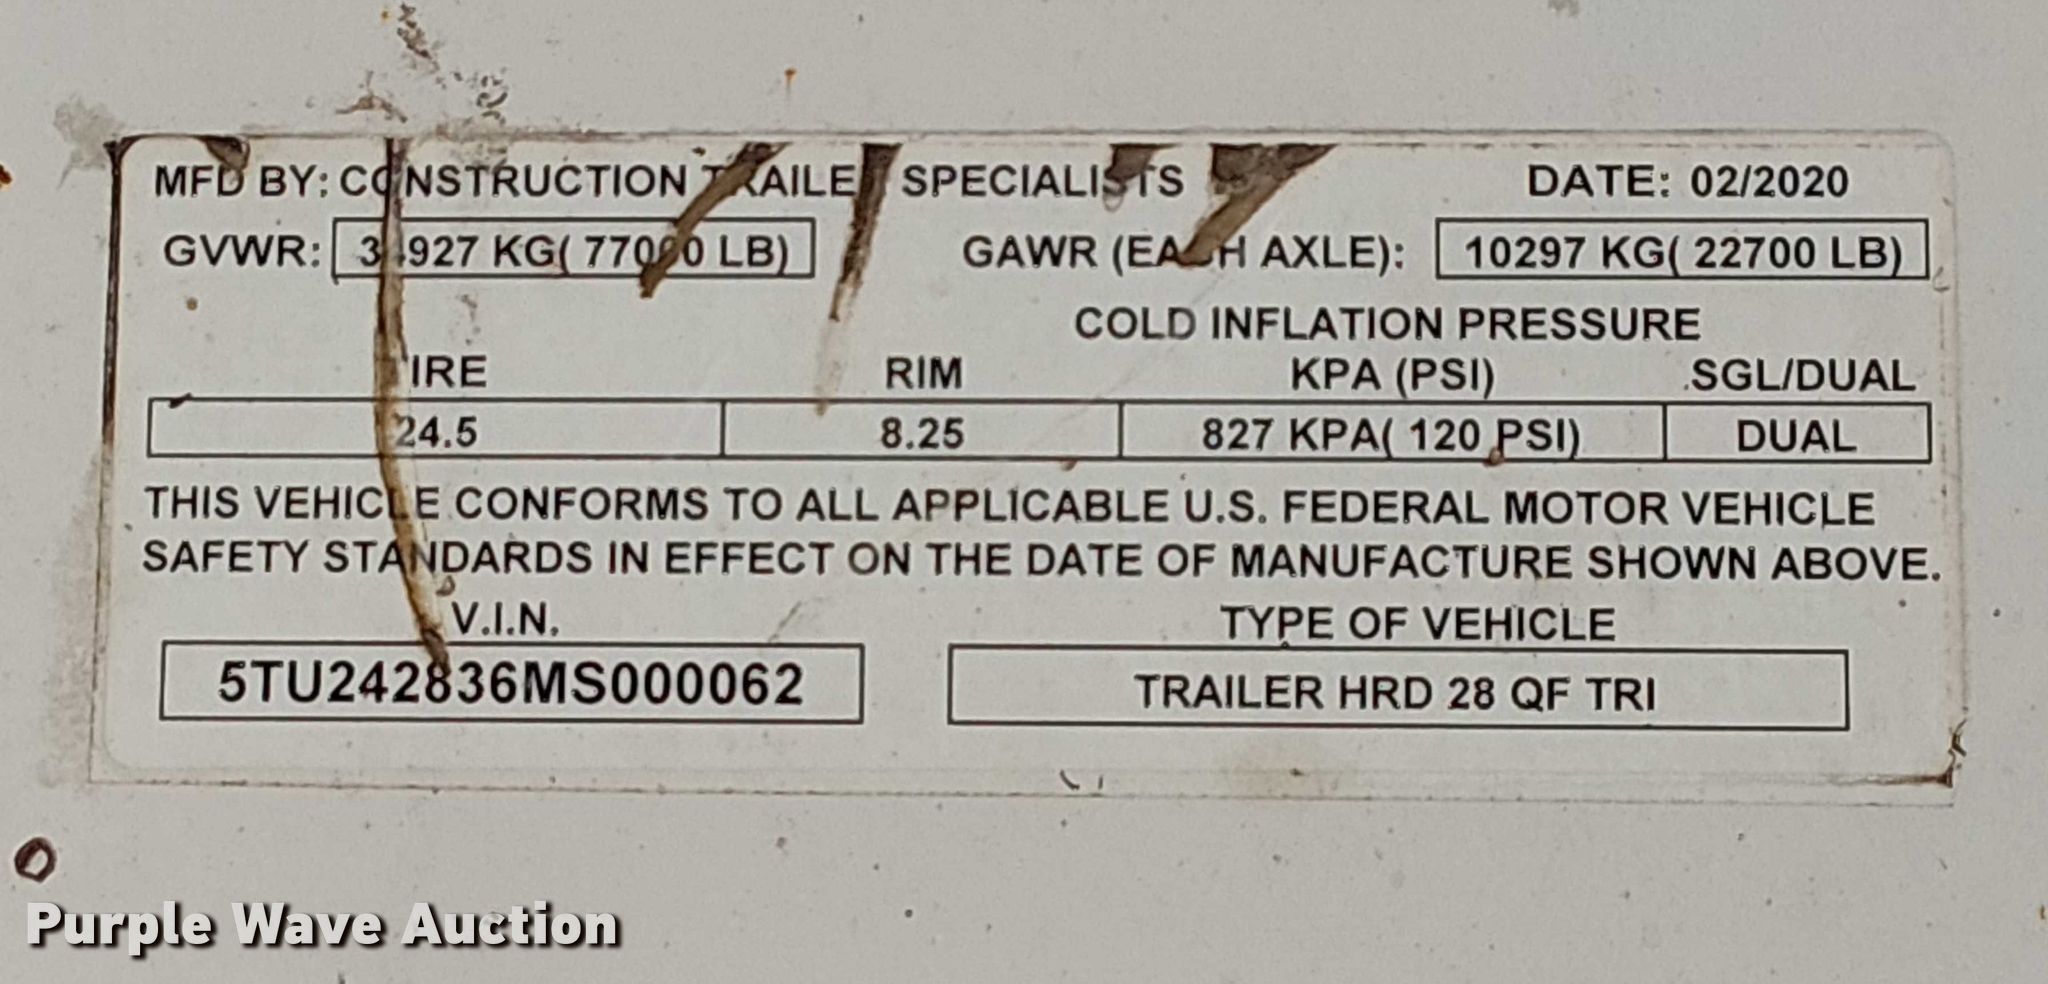 MFD BY: CONSTRUCTION TRAILER SPECIALISTS DATE: 02/2020
GVWR: 34927 KG( 77000 LB) GAWR (EACH AXLE): 10297 KG( 22700 LB)
COLD INFLATION PRESSURE
TIRE RIM KPA (PSI) SGL/DUAL
24.5 8.25 827 KPA( 120 PSI) DUAL
THIS VEHICLE CONFORMS TO ALL APPLICABLE U.S. FEDERAL MOTOR VEHICLE
SAFETY STANDARDS IN EFFECT ON THE DATE OF MANUFACTURE SHOWN ABOVE.
V.I.N. TYPE OF VEHICLE
5TU242836MS000062 TRAILER HRD 28 QF TRI
Purple Wave Auction